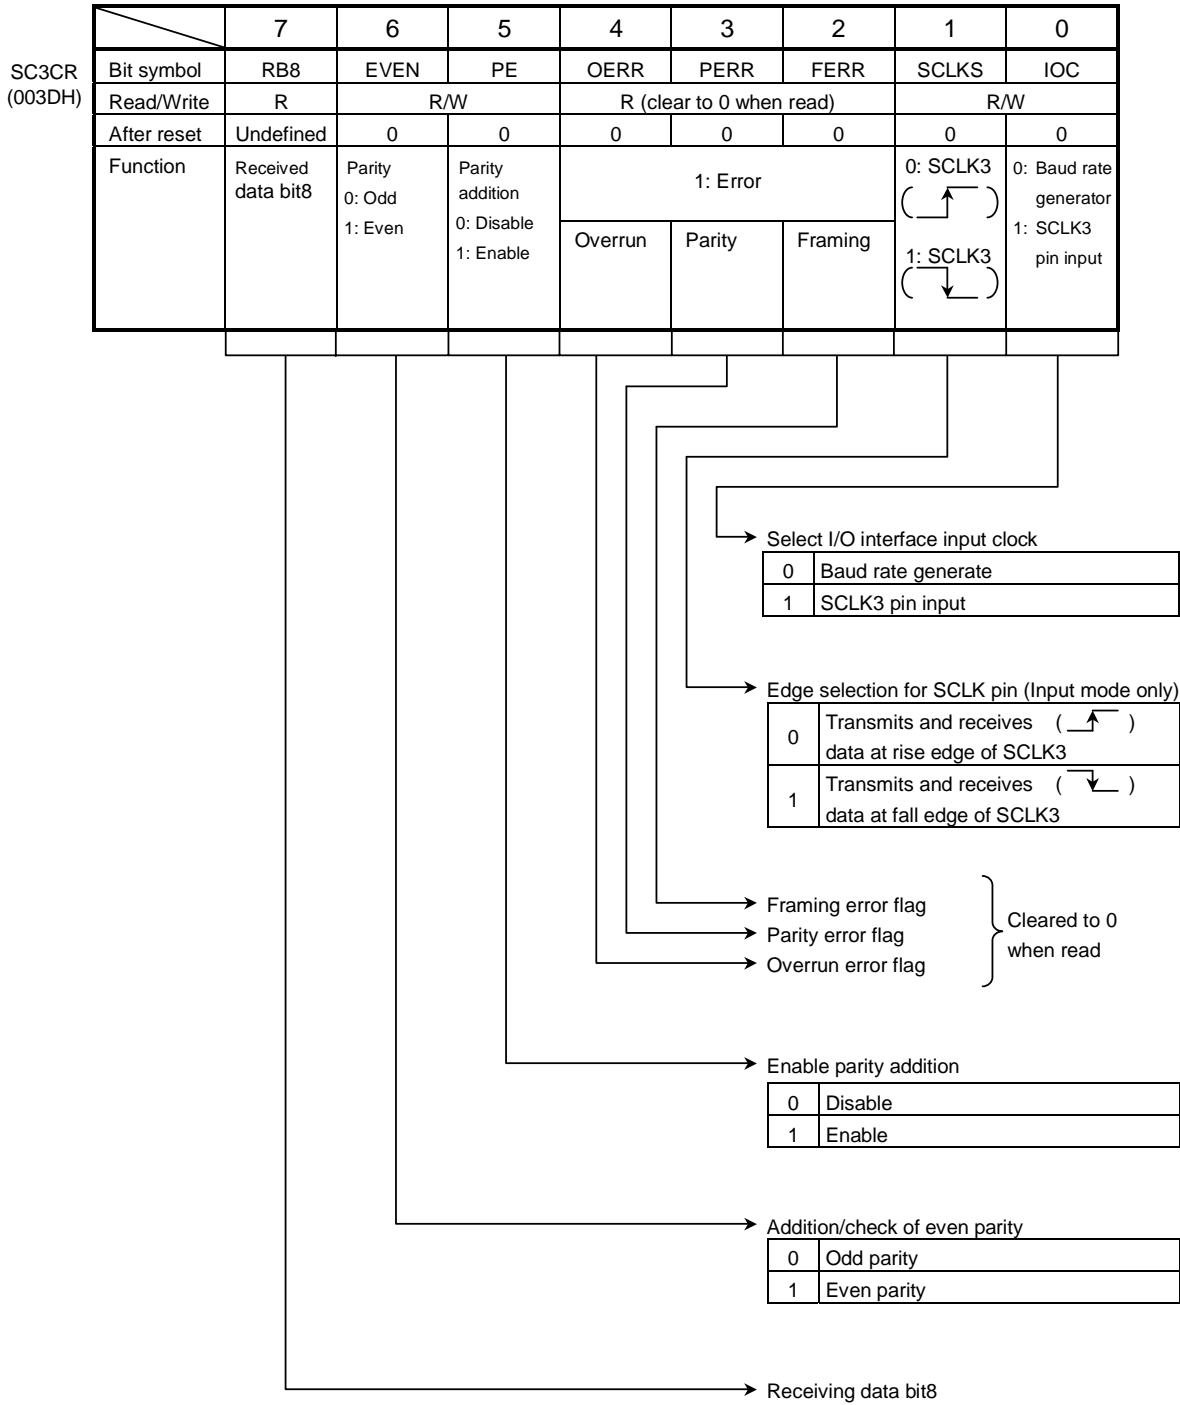 7 6 5 4 3 2 1 0
SC3CR
(003DH)
Bit symbol RB8 EVEN PE OERR PERR FERR SCLKS IOC
Read/Write R R/W R (clear to 0 when read) R/W
After reset Undefined 0 0 0 0 0 0 0
Function
Received
data bit8
Parity
0: Odd
1: Even
Parity
addition
0: Disable
1: Enable
1: Error
Overrun Parity Framing
0: SCLK3
( )
1: SCLK3
( )
0: Baud rate
generator
1: SCLK3
pin input
Select I/O interface input clock
0 Baud rate generate
1 SCLK3 pin input
Edge selection for SCLK pin (Input mode only)
0 Transmits and receives ( )
data at rise edge of SCLK3
1 Transmits and receives ( )
data at fall edge of SCLK3
Framing error flag
Parity error flag
Overrun error flag
Cleared to 0
when read
Enable parity addition
0 Disable
1 Enable
Addition/check of even parity
0 Odd parity
1 Even parity
Receiving data bit8